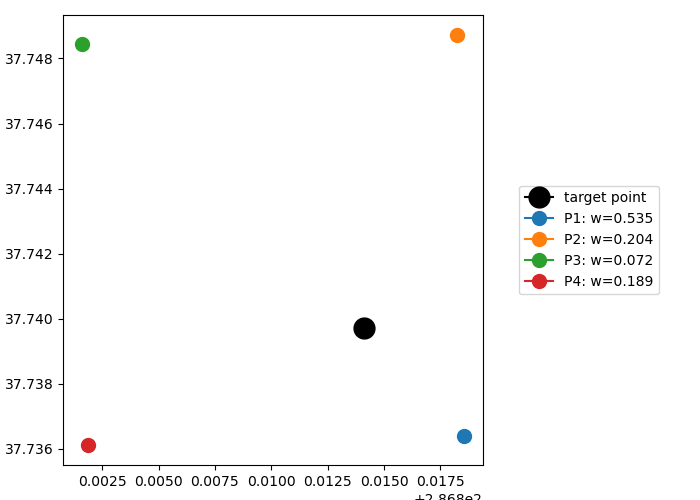 37.748
37.746
37.744
37.742
37.740
37.738
37.736
0.0025 0.0050 0.0075 0.0100 0.0125 0.0150 0.0175
+2.868e2
target point
P1: w=0.535
P2: w=0.204
P3: w=0.072
P4: w=0.189